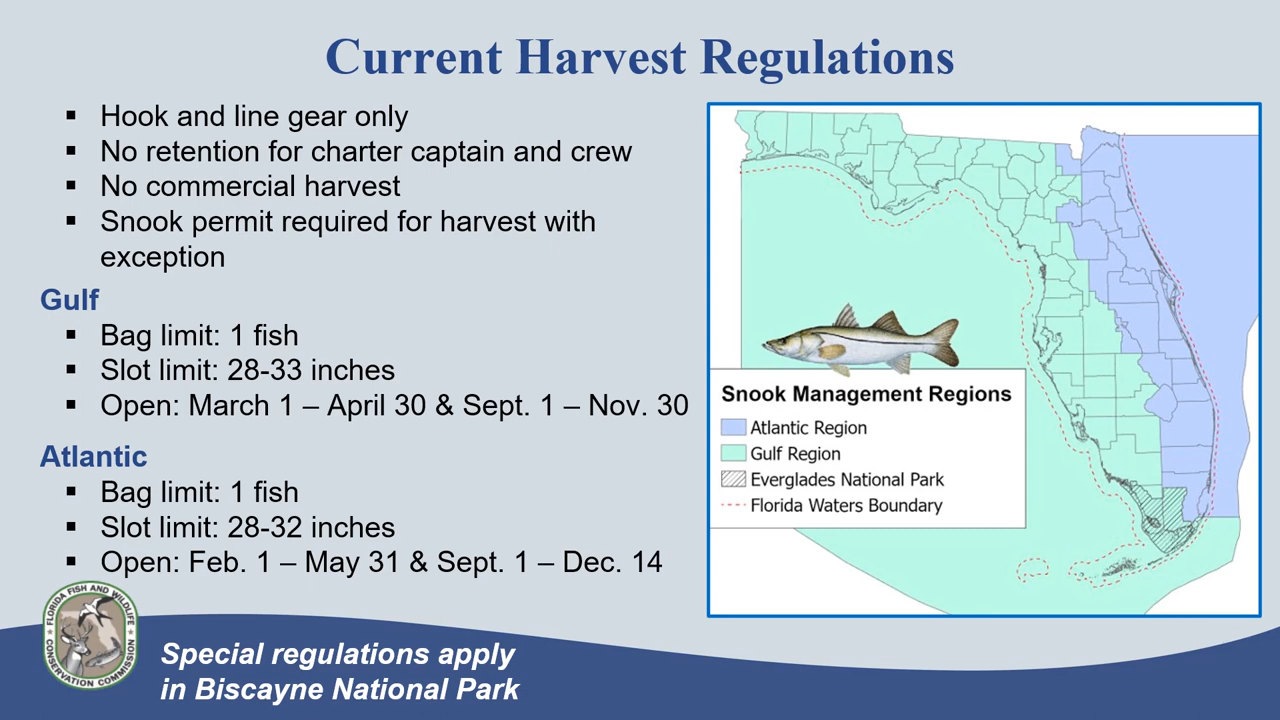 Current Harvest Regulations
▪ Hook and line gear only
▪ No retention for charter captain and crew
▪ No commercial harvest
▪ Snook permit required for harvest with
exception
Gulf
▪ Bag limit: 1 fish
▪ Slot limit: 28-33 inches
▪ Open: March 1 – April 30 & Sept. 1 – Nov. 30
Atlantic
▪ Bag limit: 1 fish
▪ Slot limit: 28-32 inches
▪ Open: Feb. 1 – May 31 & Sept. 1 – Dec. 14
Snook Management Regions
Atlantic Region
Gulf Region
Everglades National Park
Florida Waters Boundary
FLORIDA FISH AND WILDLIFE
CONSERVATION COMMISSION
Special regulations apply
in Biscayne National Park